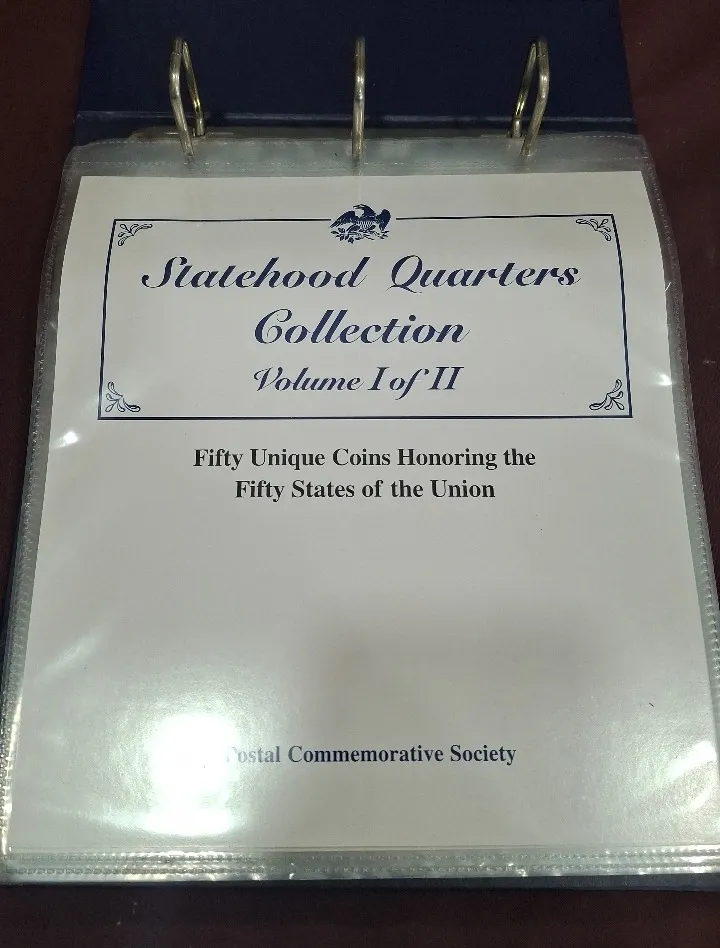 Statehood Quarters
Collection
Volume I of II
Fifty Unique Coins Honoring the
Fifty States of the Union
Postal Commemorative Society